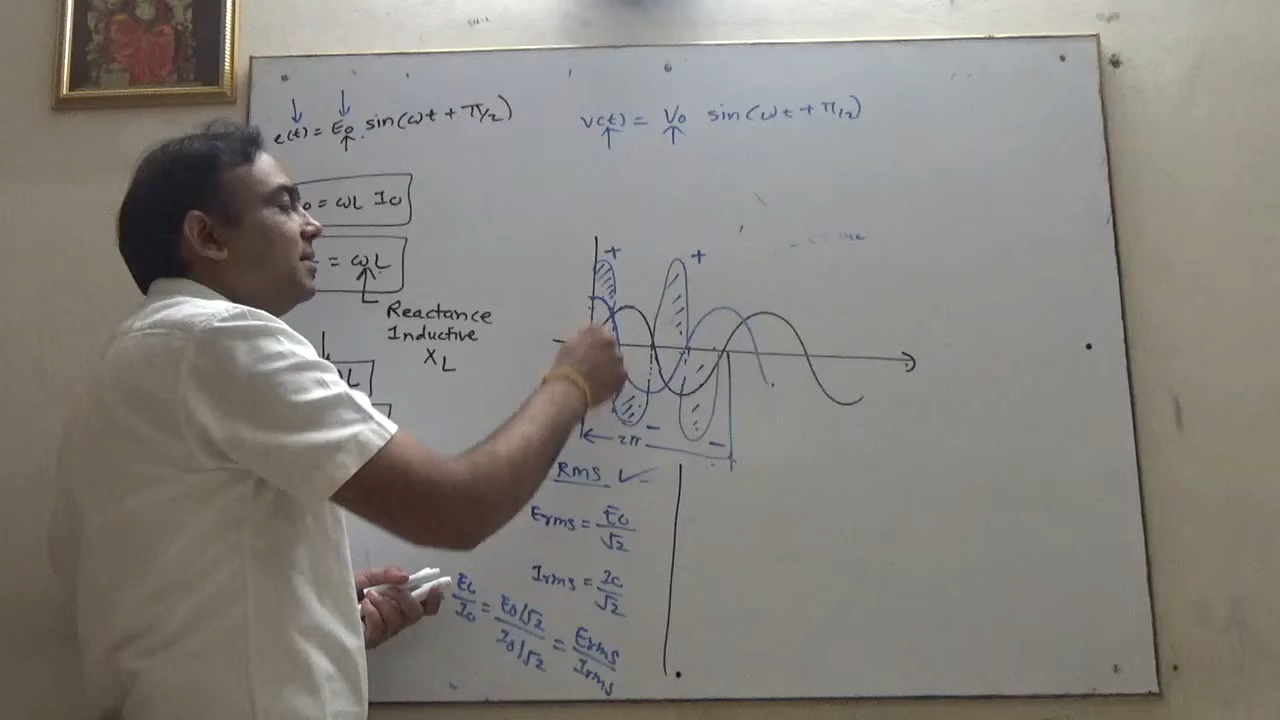 e(t) = E₀ sin(ωt + π/2)
v(t) = V₀ sin(ωt + π/2)
= ωL I₀
= ωL
Reactance
Inductive
X_L
+ +
- -
2π
Rms ✓
Erms = E₀/√2
Irms = I₀/√2
E₀/I₀ = E₀/√2 / I₀/√2 = Erms/Irms